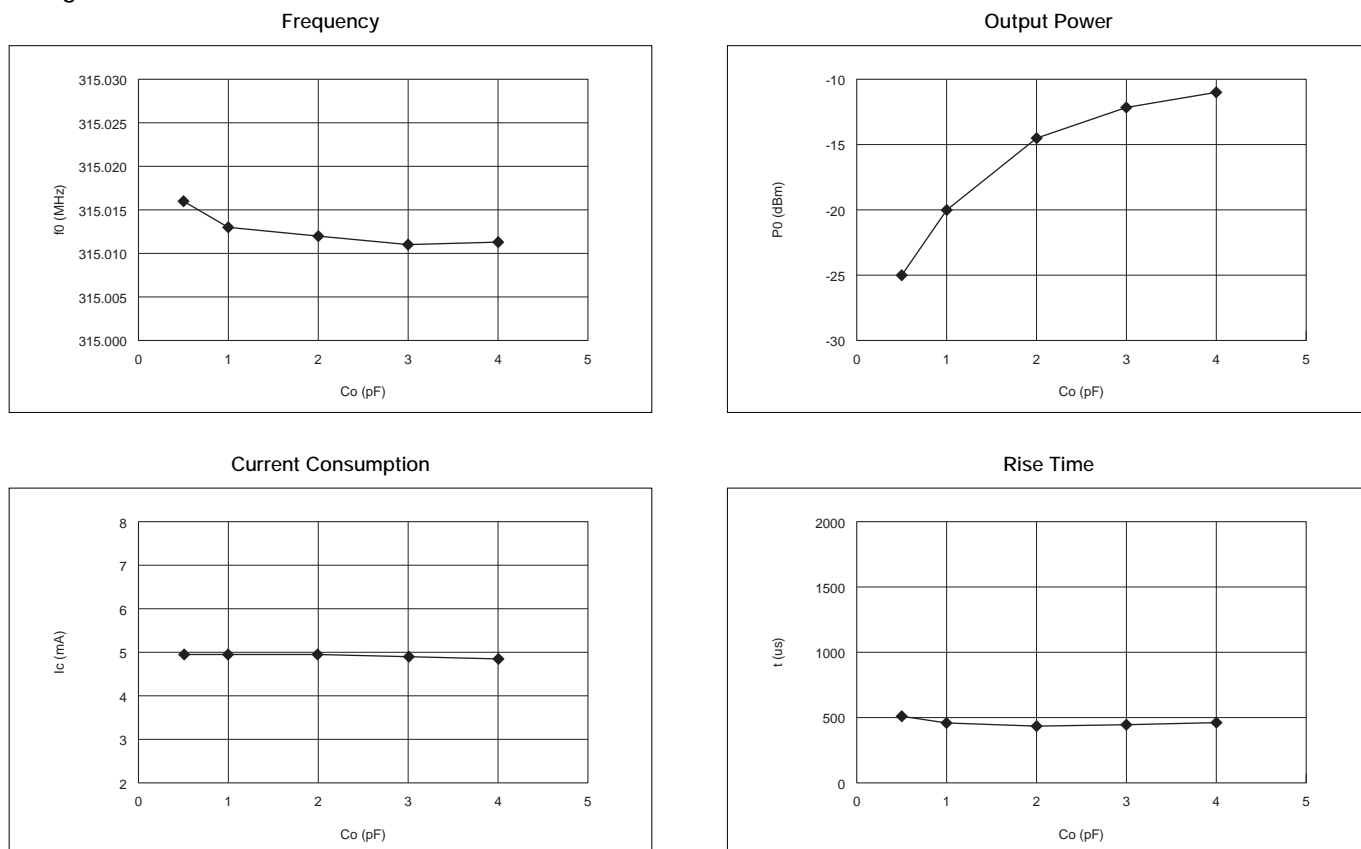 Frequency
315.030
315.025
315.020
315.015
315.010
315.005
315.000
f0 (MHz)
0 1 2 3 4 5
Co (pF)
Output Power
-10
-15
-20
-25
-30
P0 (dBm)
0 1 2 3 4 5
Co (pF)
Current Consumption
8
7
6
5
4
3
2
Ic (mA)
0 1 2 3 4 5
Co (pF)
Rise Time
2000
1500
1000
500
0
t (us)
0 1 2 3 4 5
Co (pF)